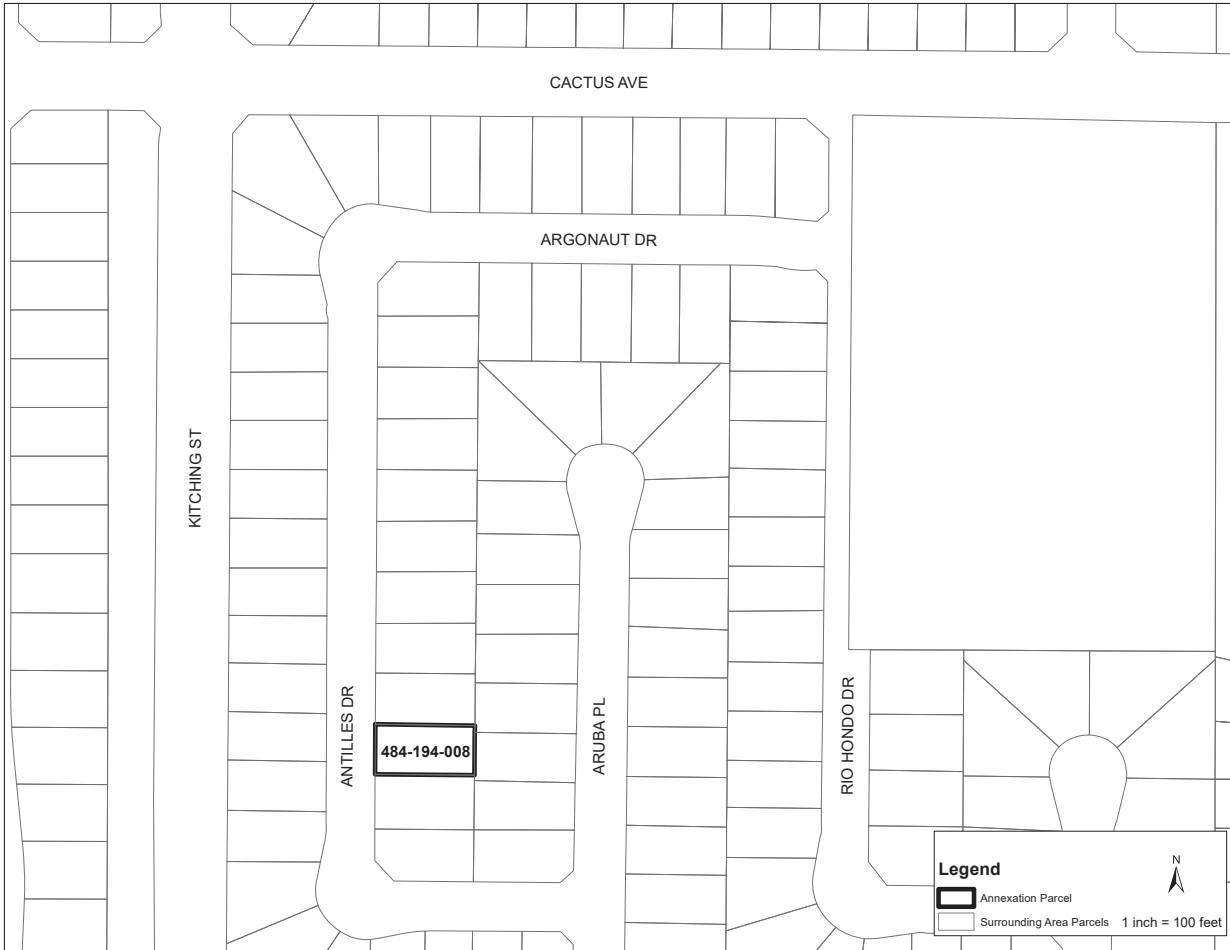 CACTUS AVE
ARGONAUT DR
KITCHING ST
ANTILLES DR
484-194-008
ARUBA PL
RIO HONDO DR
Legend
N
Annexation Parcel
Surrounding Area Parcels
1 inch = 100 feet